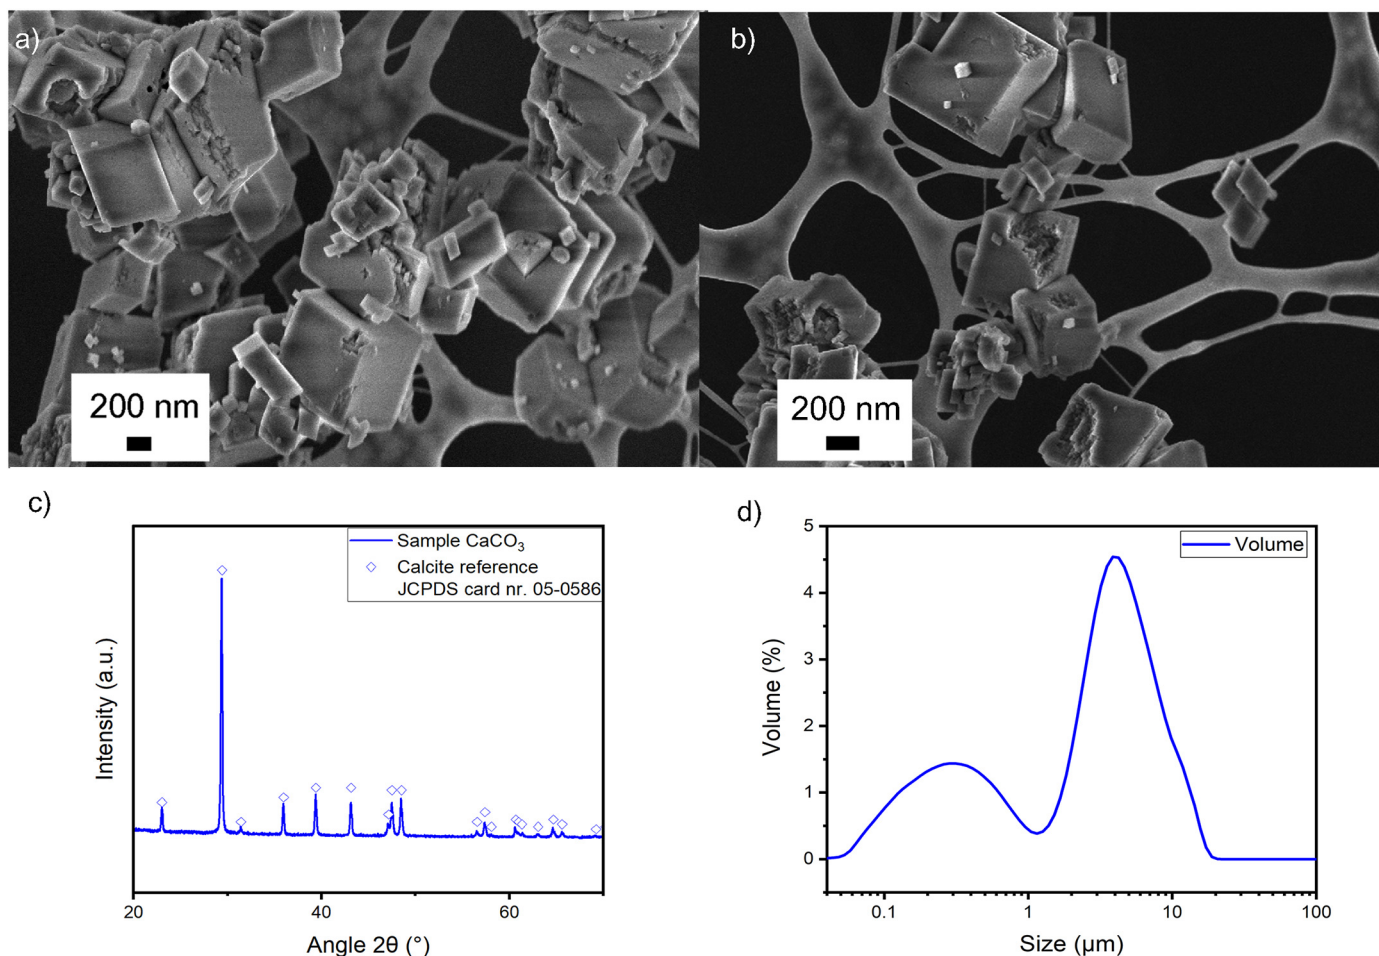 a)
200 nm
b)
200 nm
c)
Sample CaCO₃
Calcite reference
JCPDS card nr. 05-0586
Intensity (a.u.)
20
40
60
Angle 2θ (°)
d)
Volume
5
4
3
2
1
0
Volume (%)
0.1
1
10
100
Size (μm)